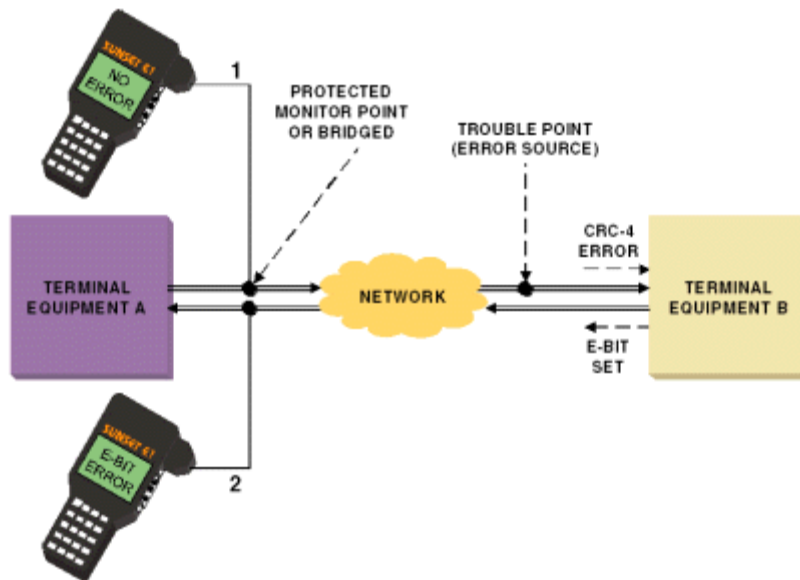 SUNSET E1
NO
ERROR
1
PROTECTED
MONITOR POINT
OR BRIDGED
TROUBLE POINT
(ERROR SOURCE)
TERMINAL
EQUIPMENT A
NETWORK
CRC-4
ERROR
TERMINAL
EQUIPMENT B
E-BIT
SET
SUNSET E1
E-BIT
ERROR
2